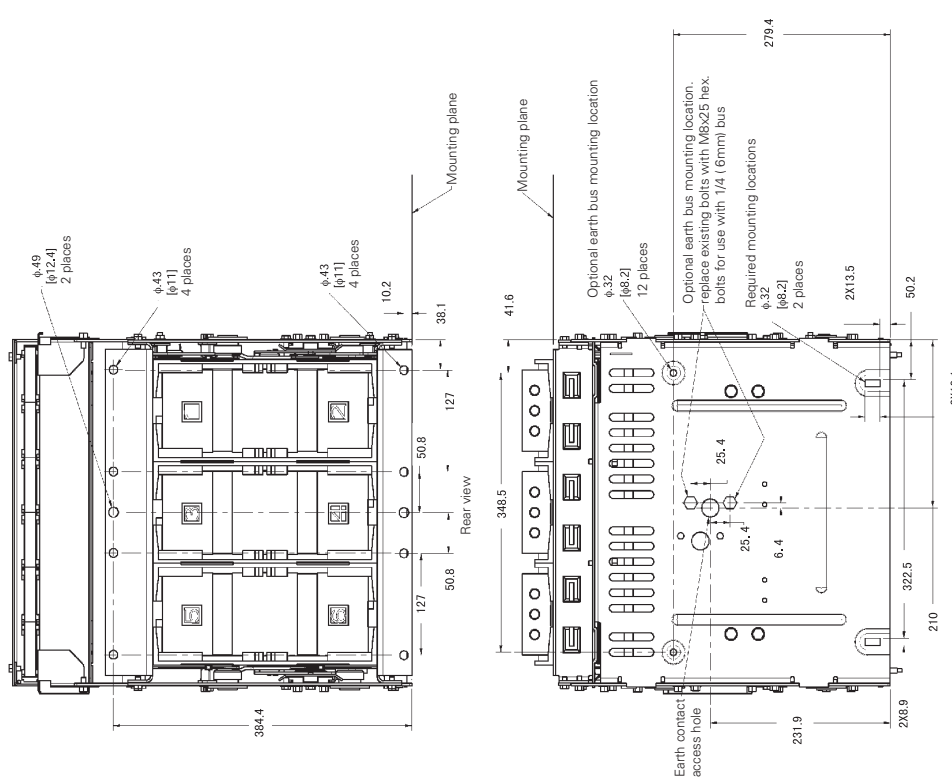 φ.49
[φ12.4]
2 places
φ.43
[φ11]
4 places
φ.43
[φ11]
4 places
10.2
38.1
Mounting plane
127
50.8
50.8
127
384.4
Rear view
Mounting plane
41.6
348.5
Optional earth bus mounting location
φ.32
[φ8.2]
12 places
Optional earth bus mounting location.
replace existing bolts with M8x25 hex.
bolts for use with 1/4 ( 6mm) bus
Required mounting locations
φ.32
[φ8.2]
2 places
279.4
2X13.5
50.2
25.4
25.4
6.4
322.5
210
Earth contact
access hole
231.9
2X8.9